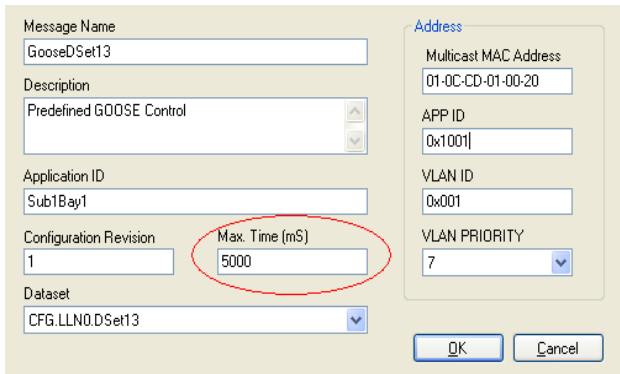 Message Name
GooseDSet13
Description
Predefined GOOSE Control
Application ID
Sub1Bay1
Configuration Revision
1
Max. Time (mS)
5000
Dataset
CFG.LLN0.DSet13
Address
Multicast MAC Address
01-0C-CD-01-00-20
APP ID
0x1001
VLAN ID
0x001
VLAN PRIORITY
7
OK
Cancel